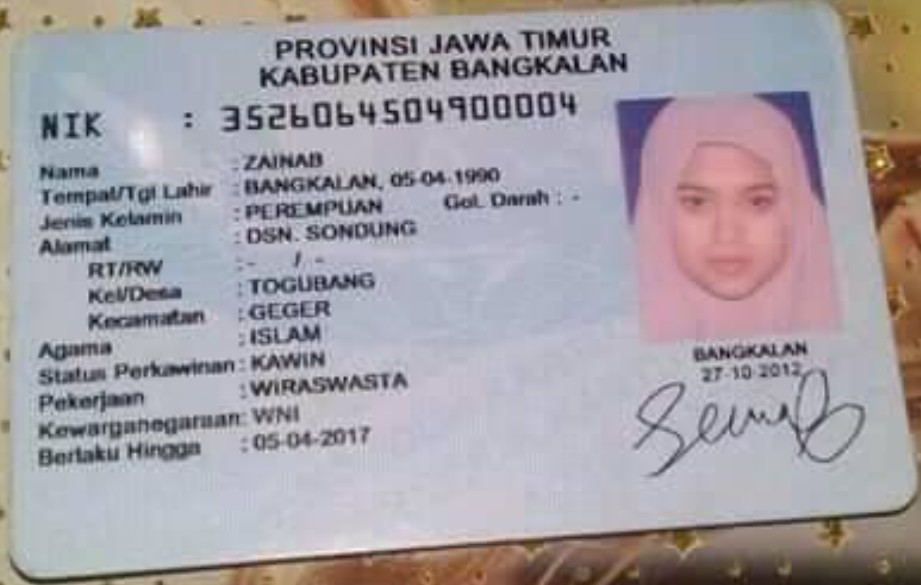 PROVINSI JAWA TIMUR
KABUPATEN BANGKALAN
NIK : 3526064504900004
Nama : ZAINAB
Tempat/Tgl Lahir : BANGKALAN, 05-04-1990
Jenis Kelamin : PEREMPUAN Gol. Darah : -
Alamat : DSN. SONDUNG
RT/RW : - / -
Kel/Desa : TOGUBANG
Kecamatan : GEGER
Agama : ISLAM
Status Perkawinan : KAWIN
Pekerjaan : WIRASWASTA
Kewarganegaraan: WNI
Berlaku Hingga : 05-04-2017
BANGKALAN
27-10-2012